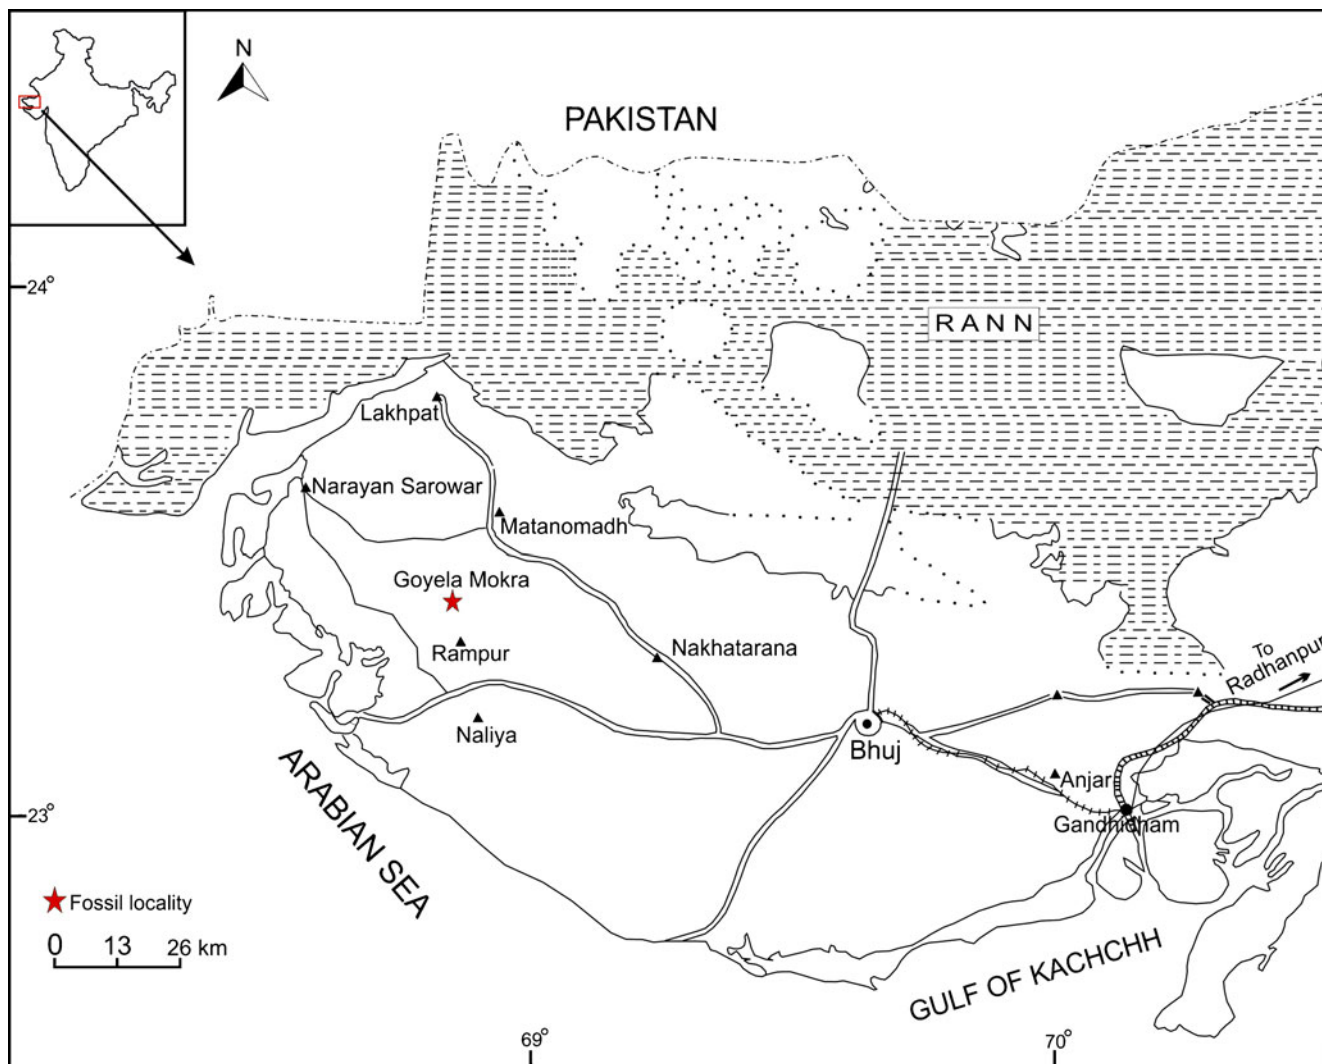 N
PAKISTAN
24°
RANN
Lakhpat
Narayan Sarowar
Matanomadh
Goyela Mokra
Rampur
Nakhatarana
To
Radhanpur
Naliya
Bhuj
ARABIAN SEA
Anjar
23°
Gandhidham
Fossil locality
0 13 26 km
GULF OF KACHCHH
69°
70°